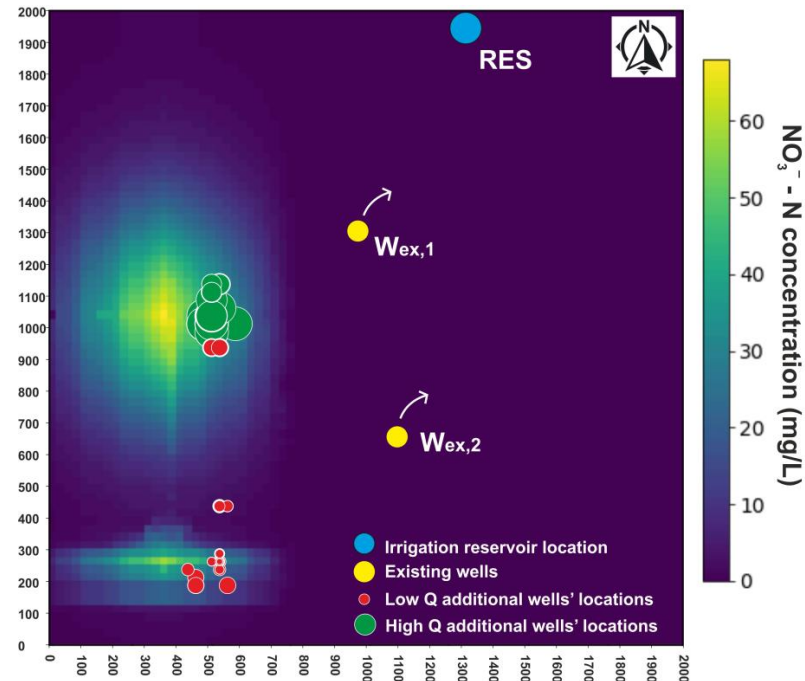 2000
1900
1800
1700
1600
1500
1400
1300
1200
1100
1000
900
800
700
600
500
400
300
200
100
0
0 100 200 300 400 500 600 700 800 900 1000 1100 1200 1300 1400 1500 1600 1700 1800 1900 2000
RES
N
Wex,1
Wex,2
Irrigation reservoir location
Existing wells
Low Q additional wells' locations
High Q additional wells' locations
60
50
40
30
20
10
0
NO₃⁻ - N concentration (mg/L)